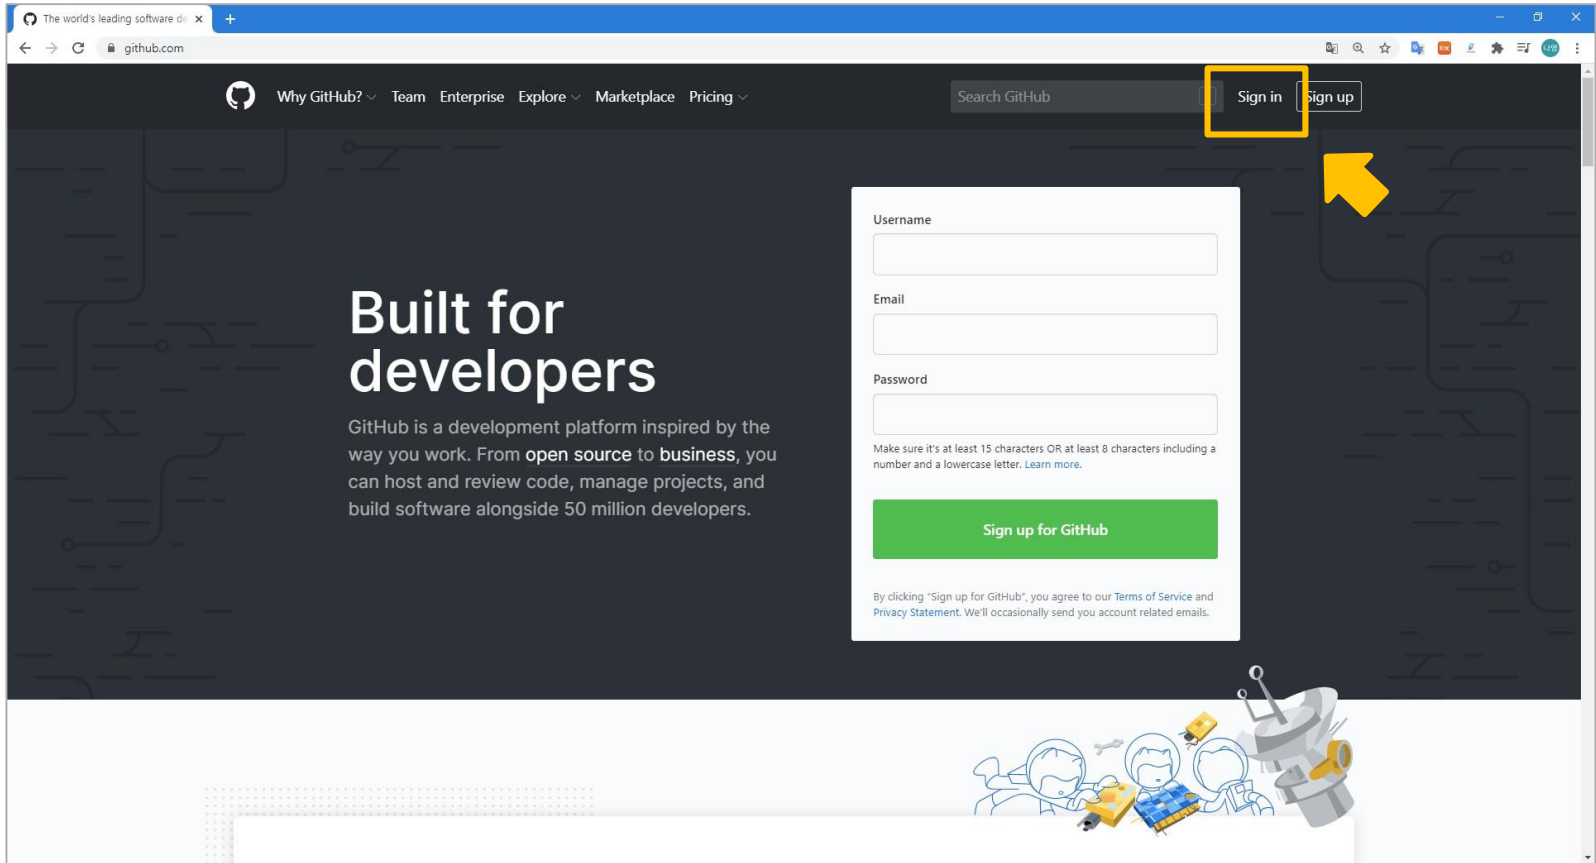 The world's leading software de
github.com
나영
Why GitHub? Team Enterprise Explore Marketplace Pricing
Search GitHub
Sign in
Sign up
Built for
developers
GitHub is a development platform inspired by the
way you work. From open source to business, you
can host and review code, manage projects, and
build software alongside 50 million developers.
Username
Email
Password
Make sure it's at least 15 characters OR at least 8 characters including a
number and a lowercase letter. Learn more.
Sign up for GitHub
By clicking "Sign up for GitHub", you agree to our Terms of Service and
Privacy Statement. We'll occasionally send you account related emails.